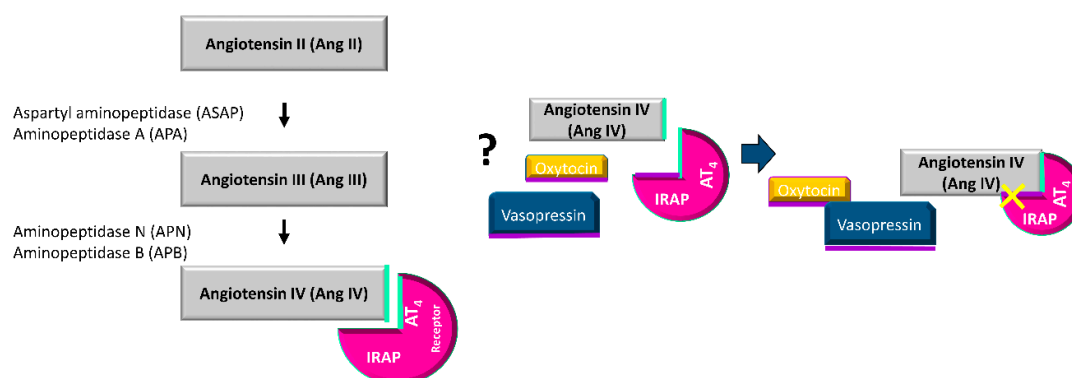 Angiotensin II (Ang II)
Aspartyl aminopeptidase (ASAP)
Aminopeptidase A (APA)
Angiotensin III (Ang III)
Aminopeptidase N (APN)
Aminopeptidase B (APB)
Angiotensin IV (Ang IV)
AT4
Receptor
IRAP
?
Angiotensin IV
(Ang IV)
Oxytocin
Vasopressin
AT4
IRAP
Angiotensin IV
(Ang IV)
Oxytocin
Vasopressin
AT4
IRAP